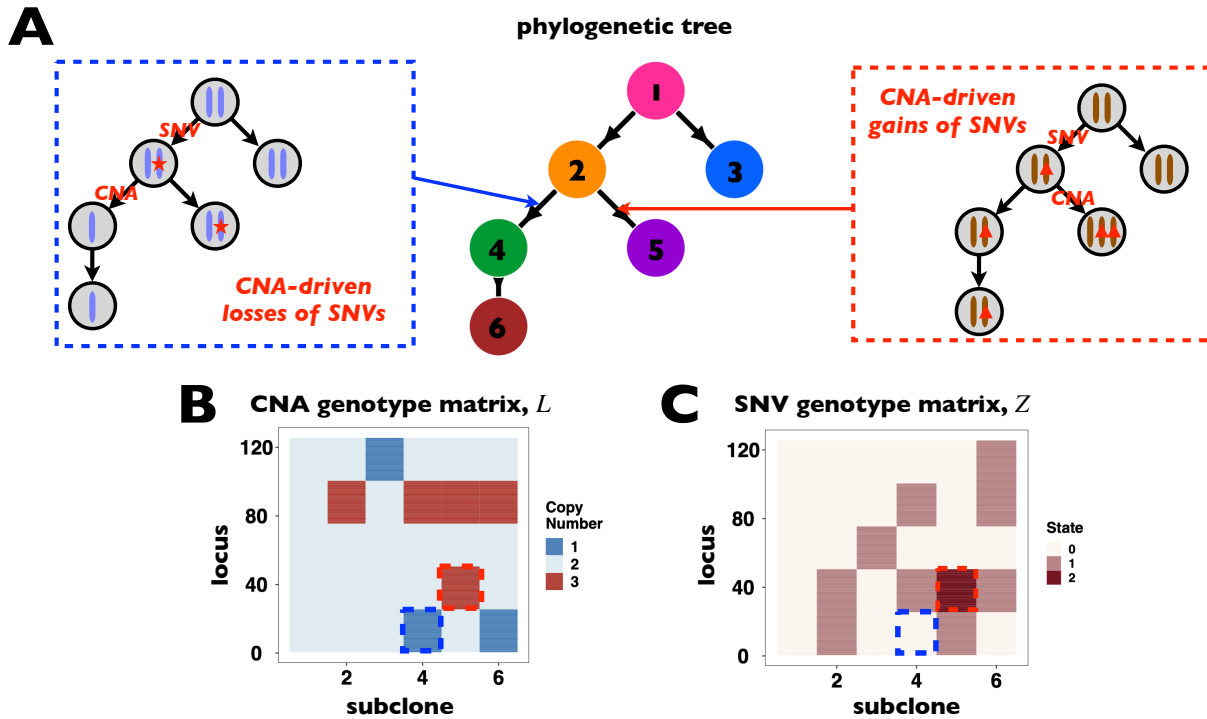 A
phylogenetic tree
SNV
CNA
CNA-driven
losses of SNVs
1
2
3
4
5
6
CNA-driven
gains of SNVs
SNV
CNA
B
CNA genotype matrix, L
120
80
40
0
locus
2
4
6
subclone
Copy
Number
1
2
3
C
SNV genotype matrix, Z
120
80
40
0
locus
2
4
6
subclone
State
0
1
2